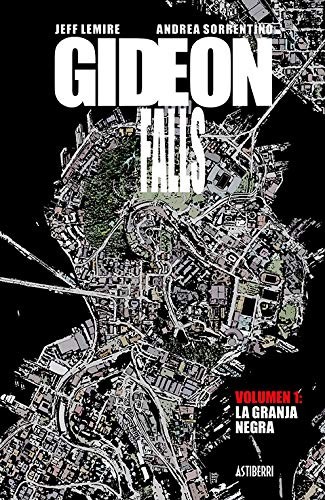 JEFF LEMIRE ANDREA SORRENTINO
GIDEON
FALLS
VOLUMEN 1:
LA GRANJA
NEGRA
ASTIBERRI